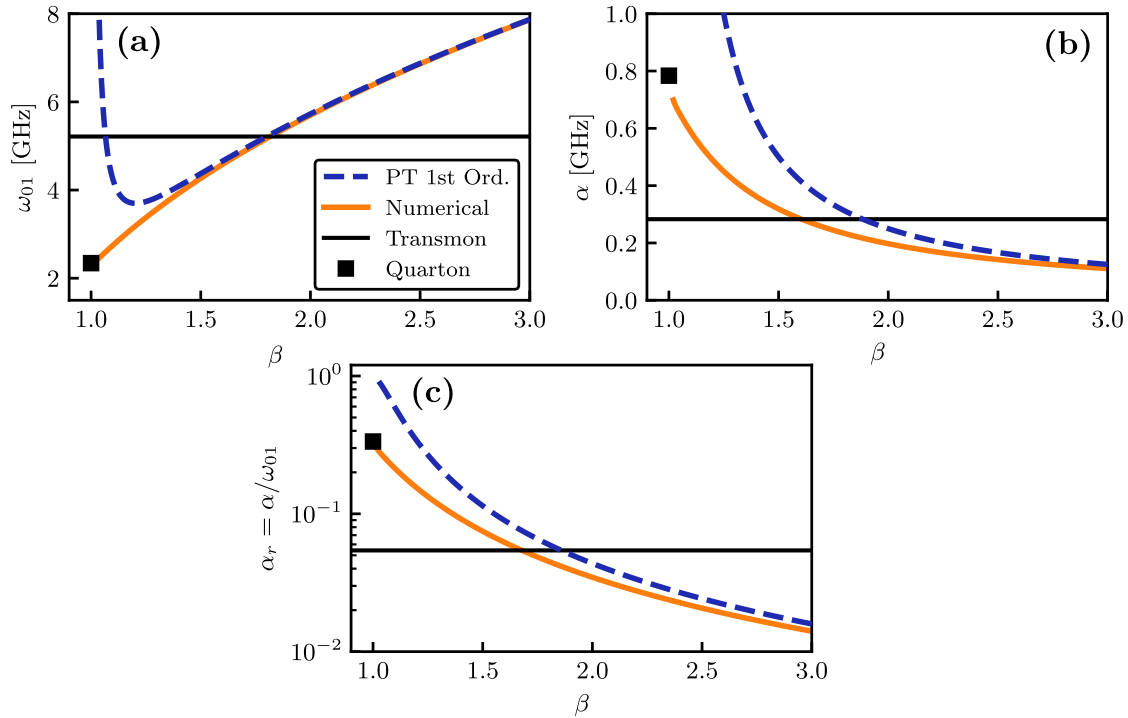 (a)
ω₀₁ [GHz]
8
6
4
2
PT 1st Ord.
Numerical
Transmon
Quarton
1.0 1.5 2.0 2.5 3.0
β
(b)
α [GHz]
1.0
0.8
0.6
0.4
0.2
0.0
1.0 1.5 2.0 2.5 3.0
β
(c)
αᵣ = α/ω₀₁
10⁰
10⁻¹
10⁻²
1.0 1.5 2.0 2.5 3.0
β